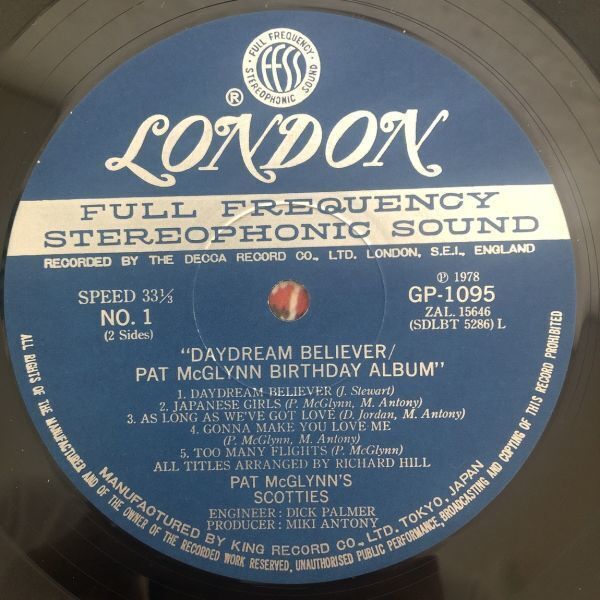 FULL FREQUENCY · STEREOPHONIC SOUND ·
FFSS
® LONDON
FULL FREQUENCY
STEREOPHONIC SOUND
RECORDED BY THE DECCA RECORD CO., LTD. LONDON, S.E.I., ENGLAND
SPEED 33⅓
NO. 1
(2 Sides)
Ⓟ 1978
GP-1095
ZAL. 15646
(SDLBT 5286) L
"DAYDREAM BELIEVER/
PAT McGLYNN BIRTHDAY ALBUM"
1. DAYDREAM BELIEVER (J. Stewart)
2. JAPANESE GIRLS (P. McGlynn, M. Antony)
3. AS LONG AS WE'VE GOT LOVE (D. Jordan, M. Antony)
4. GONNA MAKE YOU LOVE ME
(P. McGlynn, M. Antony)
5. TOO MANY FLIGHTS (P. McGlynn)
ALL TITLES ARRANGED BY RICHARD HILL
PAT McGLYNN'S
SCOTTIES
ENGINEER : DICK PALMER
PRODUCER : MIKI ANTONY
MANUFACTURED BY KING RECORD CO., LTD. TOKYO, JAPAN
ALL RIGHTS OF THE MANUFACTURED AND OF THE OWNER OF THE RECORDED WORK RESERVED, UNAUTHORISED PUBLIC PERFORMANCE, BROADCASTING AND COPYING OF THIS RECORD PROHIBITED